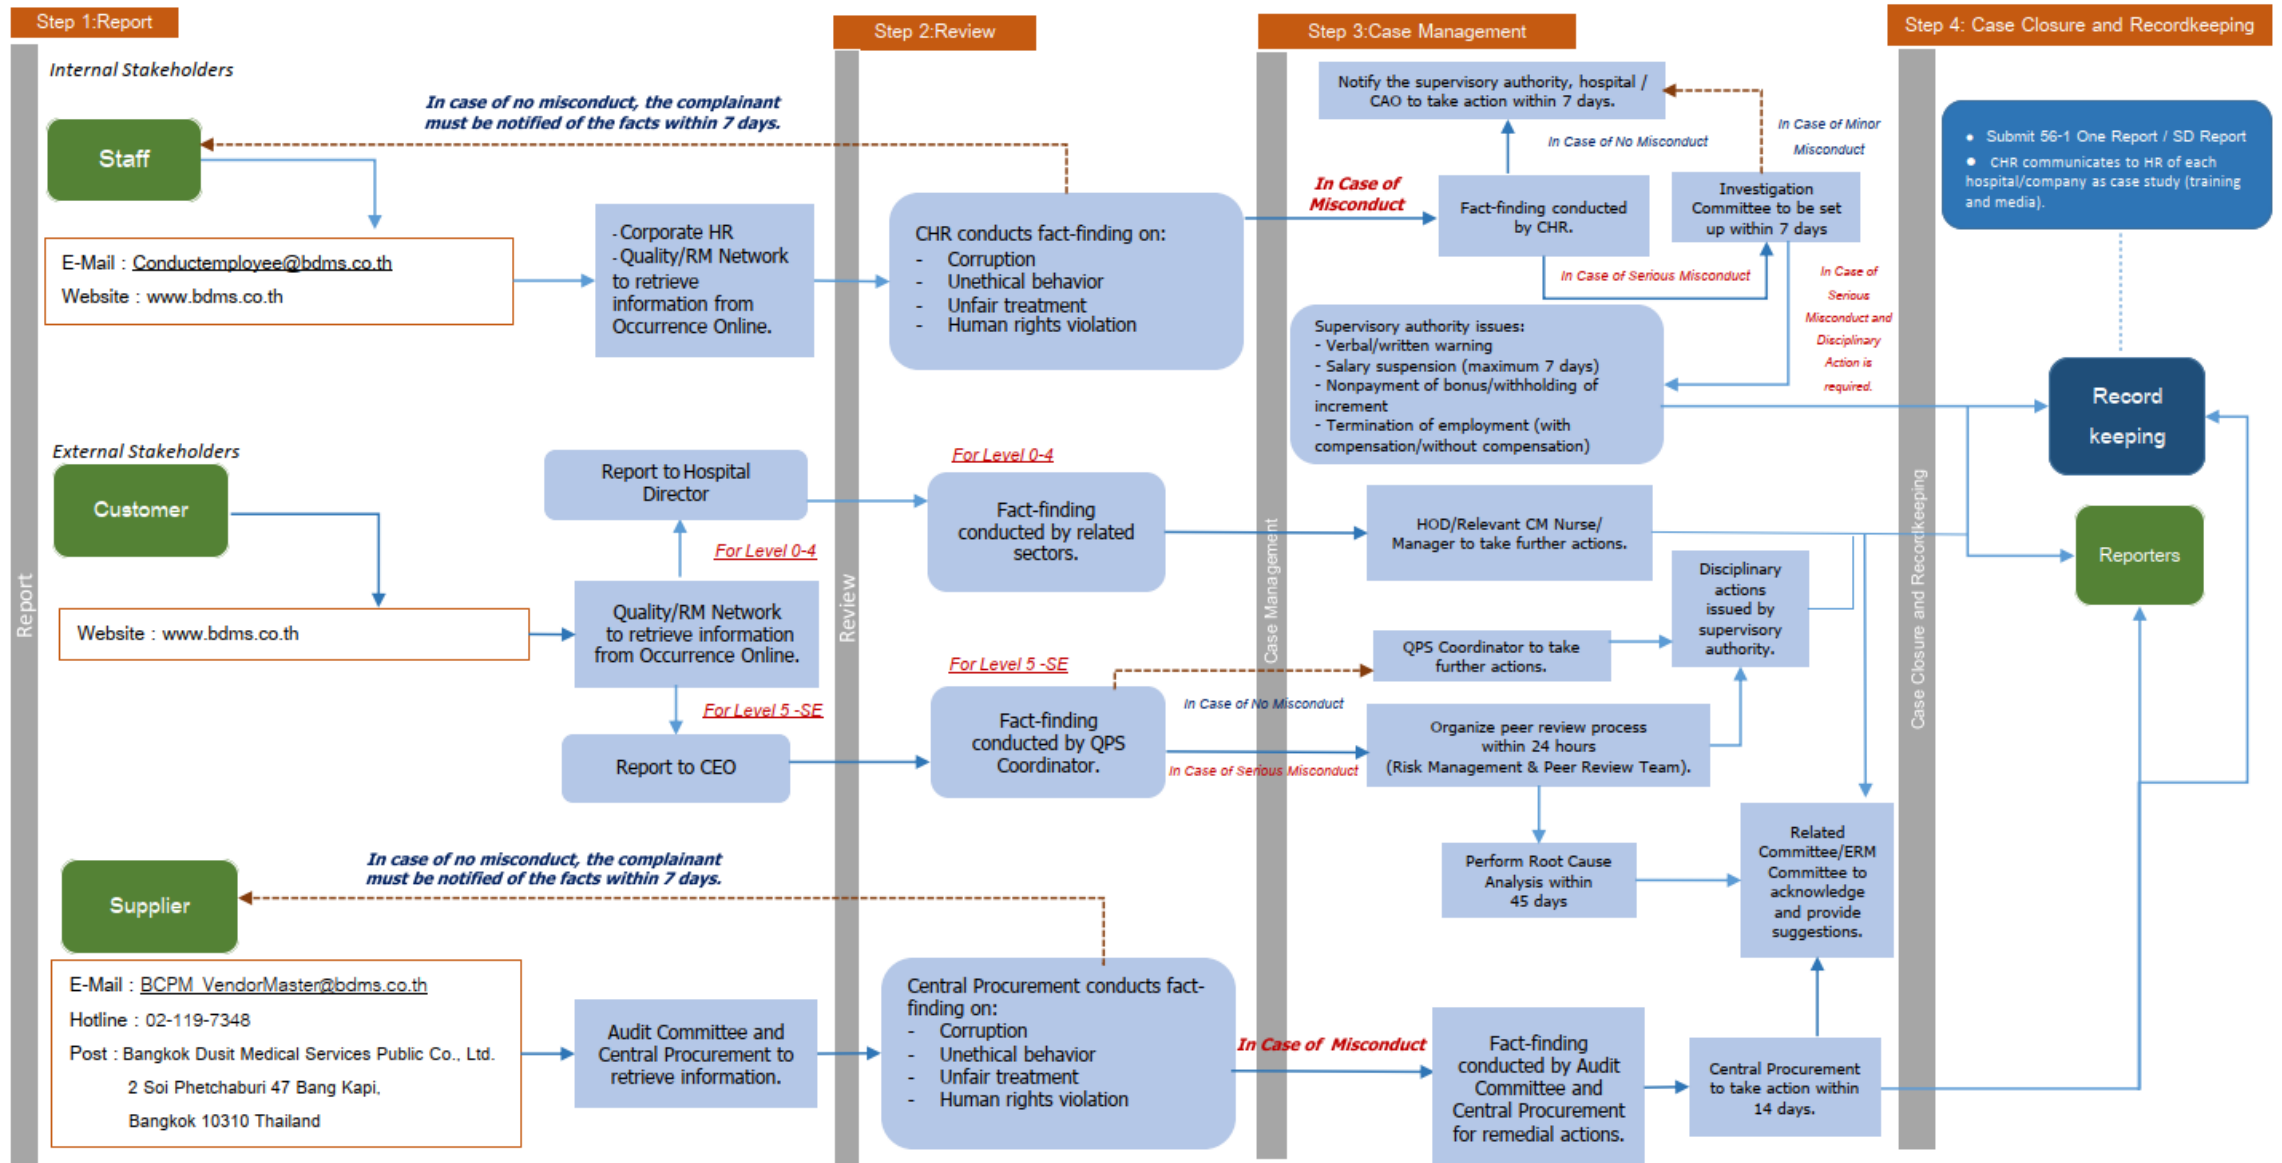 Step 1:Report
Step 2:Review
Step 3:Case Management
Step 4: Case Closure and Recordkeeping
Report
Review
Case Management
Case Closure and Recordkeeping
Internal Stakeholders
In case of no misconduct, the complainant
must be notified of the facts within 7 days.
Staff
E-Mail : Conductemployee@bdms.co.th
Website : www.bdms.co.th
- Corporate HR
- Quality/RM Network
to retrieve
information from
Occurrence Online.
CHR conducts fact-finding on:
- Corruption
- Unethical behavior
- Unfair treatment
- Human rights violation
In Case of
Misconduct
Notify the supervisory authority, hospital /
CAO to take action within 7 days.
In Case of No Misconduct
In Case of Minor
Misconduct
Fact-finding conducted
by CHR.
Investigation
Committee to be set
up within 7 days
In Case of Serious Misconduct
In Case of
Serious
Misconduct and
Disciplinary
Action is
required.
Supervisory authority issues:
- Verbal/written warning
- Salary suspension (maximum 7 days)
- Nonpayment of bonus/withholding of
increment
- Termination of employment (with
compensation/without compensation)
• Submit 56-1 One Report / SD Report
• CHR communicates to HR of each
hospital/company as case study (training
and media).
Record
keeping
Reporters
External Stakeholders
Customer
Website : www.bdms.co.th
Report to Hospital
Director
For Level 0-4
Quality/RM Network
to retrieve information
from Occurrence Online.
For Level 5 -SE
Report to CEO
For Level 0-4
Fact-finding
conducted by related
sectors.
For Level 5 -SE
Fact-finding
conducted by QPS
Coordinator.
In Case of No Misconduct
In Case of Serious Misconduct
HOD/Relevant CM Nurse/
Manager to take further actions.
QPS Coordinator to take
further actions.
Disciplinary
actions
issued by
supervisory
authority.
Organize peer review process
within 24 hours
(Risk Management & Peer Review Team).
Perform Root Cause
Analysis within
45 days
Related
Committee/ERM
Committee to
acknowledge
and provide
suggestions.
In case of no misconduct, the complainant
must be notified of the facts within 7 days.
Supplier
E-Mail : BCPM_VendorMaster@bdms.co.th
Hotline : 02-119-7348
Post : Bangkok Dusit Medical Services Public Co., Ltd.
2 Soi Phetchaburi 47 Bang Kapi,
Bangkok 10310 Thailand
Audit Committee and
Central Procurement to
retrieve information.
Central Procurement conducts fact-
finding on:
- Corruption
- Unethical behavior
- Unfair treatment
- Human rights violation
In Case of Misconduct
Fact-finding
conducted by Audit
Committee and
Central Procurement
for remedial actions.
Central Procurement
to take action within
14 days.